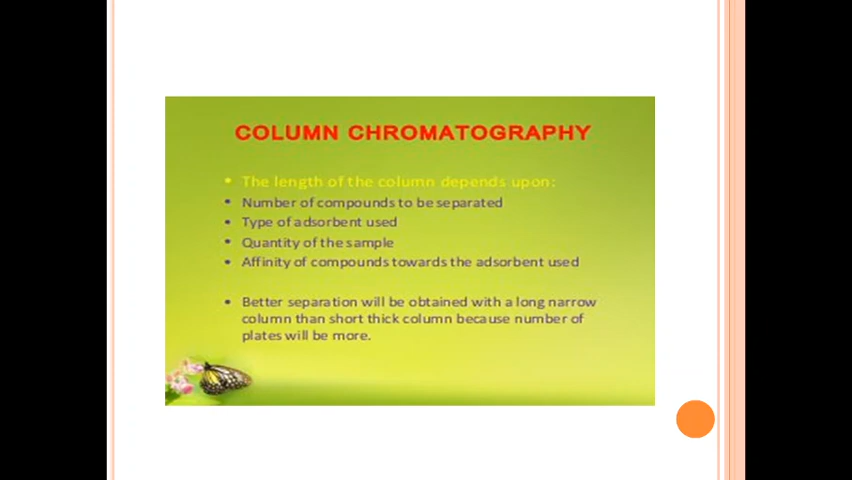 COLUMN CHROMATOGRAPHY
• The length of the column depends upon:
• Number of compounds to be separated
• Type of adsorbent used
• Quantity of the sample
• Affinity of compounds towards the adsorbent used
• Better separation will be obtained with a long narrow
column than short thick column because number of
plates will be more.